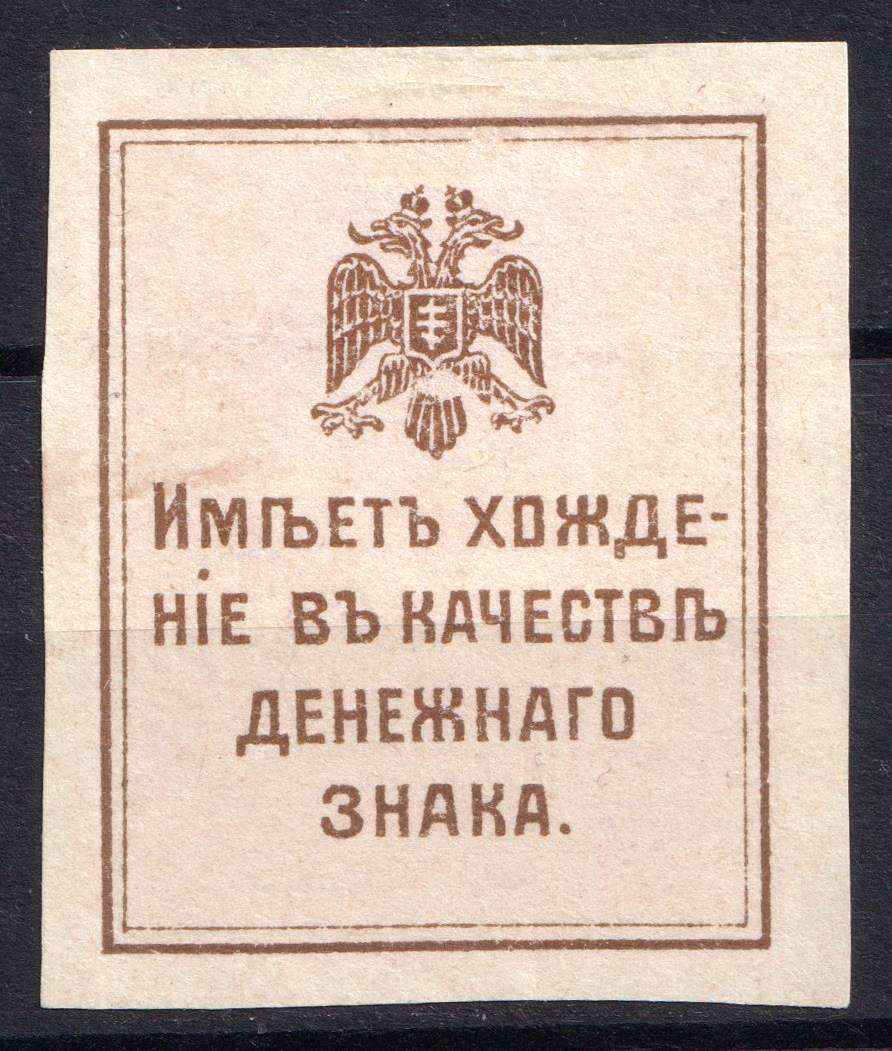 Имѣетъ хожде-
ніе въ качествѣ
денежнаго
знака.